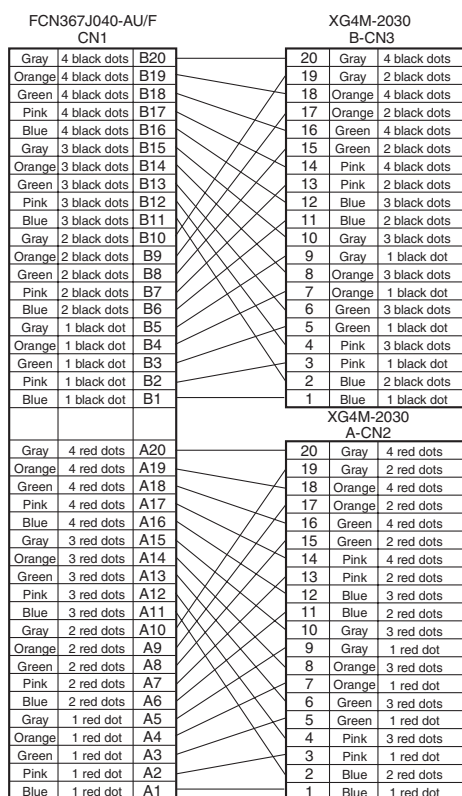 FCN367J040-AU/F
CN1
Gray 4 black dots B20
Orange 4 black dots B19
Green 4 black dots B18
Pink 4 black dots B17
Blue 4 black dots B16
Gray 3 black dots B15
Orange 3 black dots B14
Green 3 black dots B13
Pink 3 black dots B12
Blue 3 black dots B11
Gray 2 black dots B10
Orange 2 black dots B9
Green 2 black dots B8
Pink 2 black dots B7
Blue 2 black dots B6
Gray 1 black dot B5
Orange 1 black dot B4
Green 1 black dot B3
Pink 1 black dot B2
Blue 1 black dot B1
Gray 4 red dots A20
Orange 4 red dots A19
Green 4 red dots A18
Pink 4 red dots A17
Blue 4 red dots A16
Gray 3 red dots A15
Orange 3 red dots A14
Green 3 red dots A13
Pink 3 red dots A12
Blue 3 red dots A11
Gray 2 red dots A10
Orange 2 red dots A9
Green 2 red dots A8
Pink 2 red dots A7
Blue 2 red dots A6
Gray 1 red dot A5
Orange 1 red dot A4
Green 1 red dot A3
Pink 1 red dot A2
Blue 1 red dot A1
XG4M-2030
B-CN3
20 Gray 4 black dots
19 Gray 2 black dots
18 Orange 4 black dots
17 Orange 2 black dots
16 Green 4 black dots
15 Green 2 black dots
14 Pink 4 black dots
13 Pink 2 black dots
12 Blue 3 black dots
11 Blue 2 black dots
10 Gray 3 black dots
9 Gray 1 black dot
8 Orange 3 black dots
7 Orange 1 black dot
6 Green 3 black dots
5 Green 1 black dot
4 Pink 3 black dots
3 Pink 1 black dot
2 Blue 2 black dots
1 Blue 1 black dot
XG4M-2030
A-CN2
20 Gray 4 red dots
19 Gray 2 red dots
18 Orange 4 red dots
17 Orange 2 red dots
16 Green 4 red dots
15 Green 2 red dots
14 Pink 4 red dots
13 Pink 2 red dots
12 Blue 3 red dots
11 Blue 2 red dots
10 Gray 3 red dots
9 Gray 1 red dot
8 Orange 3 red dots
7 Orange 1 red dot
6 Green 3 red dots
5 Green 1 red dot
4 Pink 3 red dots
3 Pink 1 red dot
2 Blue 2 red dots
1 Blue 1 red dot